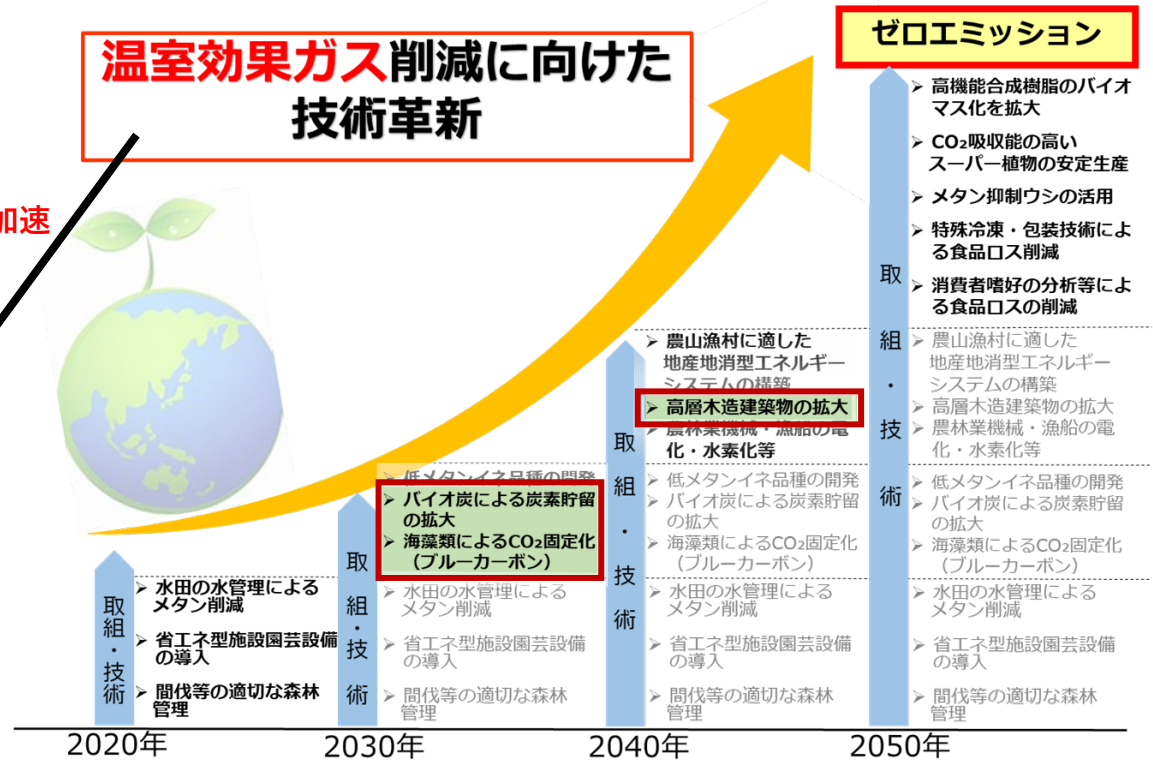 温室効果ガス削減に向けた
技術革新
加速
ゼロエミッション
取組・技術
➢ 水田の水管理による
メタン削減
➢ 省エネ型施設園芸設備
の導入
➢ 間伐等の適切な森林
管理
2020年
取組・技術
➢ 低メタンイネ品種の開発
➢ バイオ炭による炭素貯留
の拡大
➢ 海藻類によるCO₂固定化
（ブルーカーボン）
➢ 水田の水管理による
メタン削減
➢ 省エネ型施設園芸設備
の導入
➢ 間伐等の適切な森林
管理
2030年
取組・技術
➢ 農山漁村に適した
地産地消型エネルギー
システムの構築
➢ 高層木造建築物の拡大
➢ 農林業機械・漁船の電
化・水素化等
➢ 低メタンイネ品種の開発
➢ バイオ炭による炭素貯留
の拡大
➢ 海藻類によるCO₂固定化
（ブルーカーボン）
➢ 水田の水管理による
メタン削減
➢ 省エネ型施設園芸設備
の導入
➢ 間伐等の適切な森林
管理
2040年
取組・技術
➢ 高機能合成樹脂のバイオ
マス化を拡大
➢ CO₂吸収能の高い
スーパー植物の安定生産
➢ メタン抑制ウシの活用
➢ 特殊冷凍・包装技術によ
る食品ロス削減
➢ 消費者嗜好の分析等によ
る食品ロスの削減
➢ 農山漁村に適した
地産地消型エネルギー
システムの構築
➢ 高層木造建築物の拡大
➢ 農林業機械・漁船の電
化・水素化等
➢ 低メタンイネ品種の開発
➢ バイオ炭による炭素貯留
の拡大
➢ 海藻類によるCO₂固定化
（ブルーカーボン）
➢ 水田の水管理による
メタン削減
➢ 省エネ型施設園芸設備
の導入
➢ 間伐等の適切な森林
管理
2050年